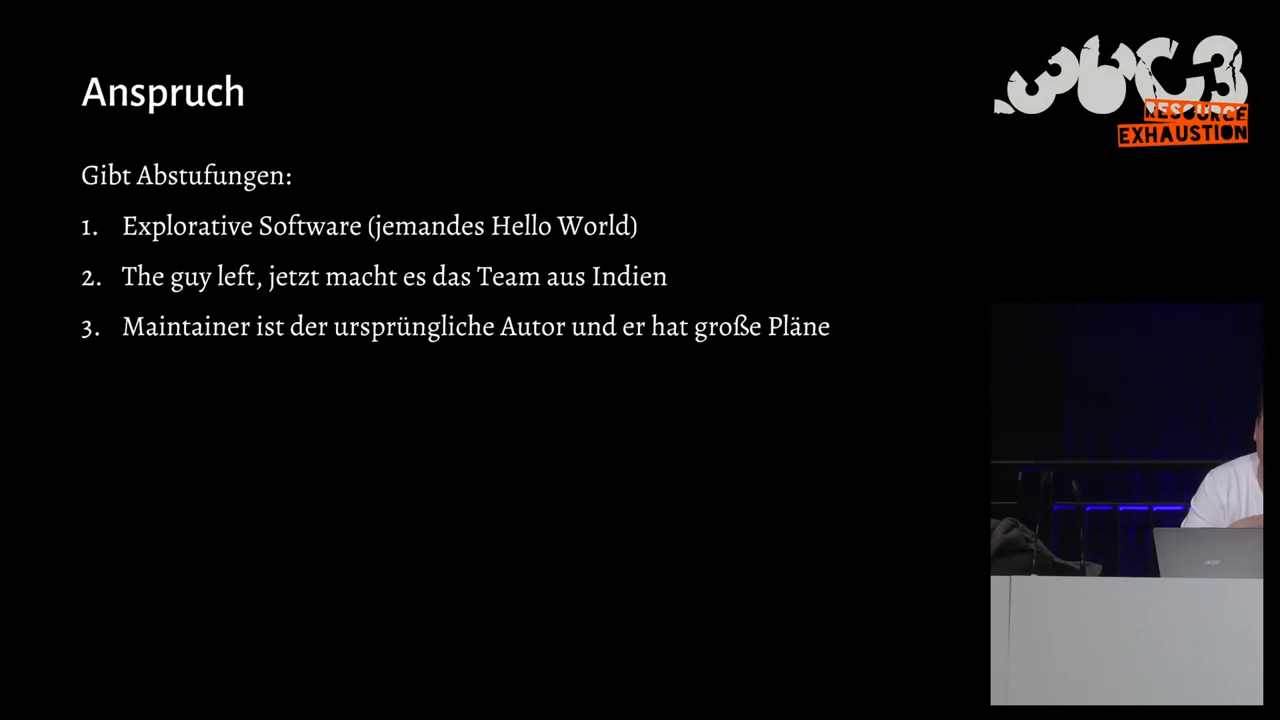 Anspruch
36C3
RESOURCE
EXHAUSTION
Gibt Abstufungen:
1. Explorative Software (jemandes Hello World)
2. The guy left, jetzt macht es das Team aus Indien
3. Maintainer ist der ursprüngliche Autor und er hat große Pläne
acer